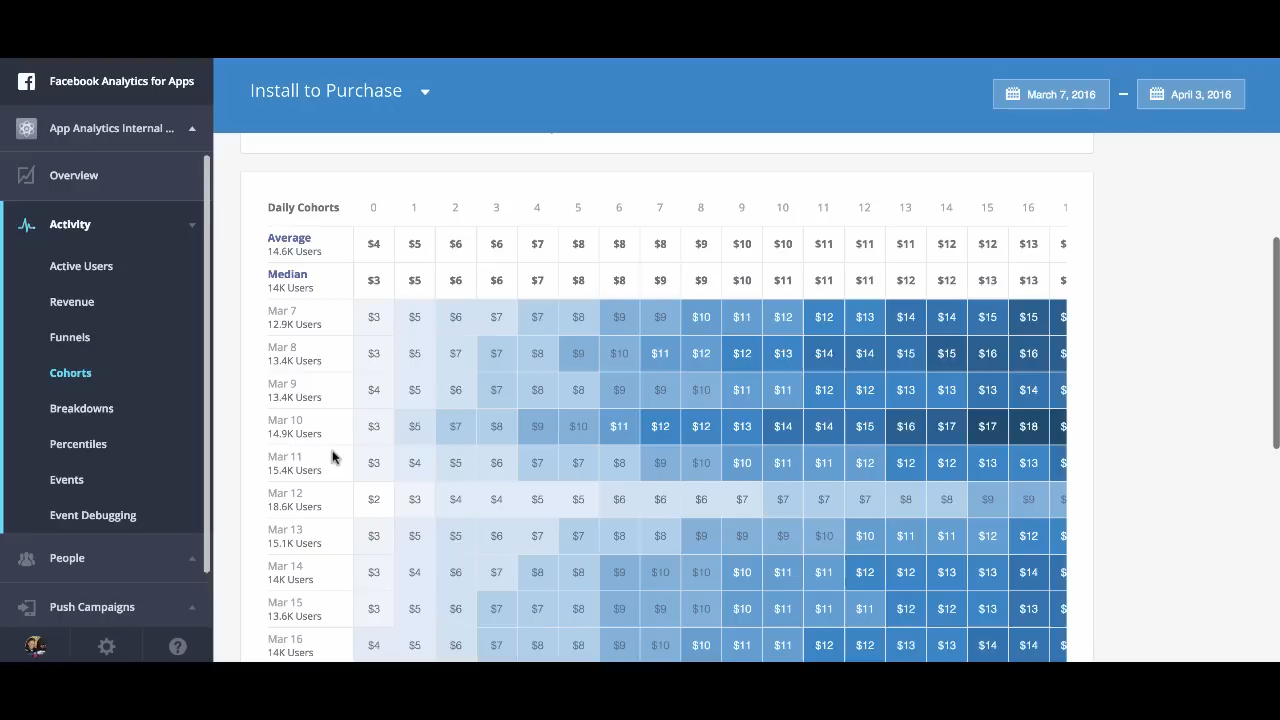 Facebook Analytics for Apps
App Analytics Internal ...
Overview
Activity
Active Users
Revenue
Funnels
Cohorts
Breakdowns
Percentiles
Events
Event Debugging
People
Push Campaigns
Install to Purchase
March 7, 2016 – April 3, 2016
Daily Cohorts 0 1 2 3 4 5 6 7 8 9 10 11 12 13 14 15 16 1
Average $4 $5 $6 $6 $7 $8 $8 $8 $9 $10 $10 $11 $11 $11 $12 $12 $13 $
14.6K Users
Median $3 $5 $6 $6 $7 $8 $8 $9 $9 $10 $11 $11 $11 $12 $12 $13 $13 $
14K Users
Mar 7 $3 $5 $6 $7 $7 $8 $9 $9 $10 $11 $12 $12 $13 $14 $14 $15 $15 $
12.9K Users
Mar 8 $3 $5 $7 $7 $8 $9 $10 $11 $12 $12 $13 $14 $14 $15 $15 $16 $16 $
13.4K Users
Mar 9 $4 $5 $6 $7 $8 $8 $9 $9 $10 $11 $11 $12 $12 $13 $13 $13 $14 $
13.4K Users
Mar 10 $3 $5 $7 $8 $9 $10 $11 $12 $12 $13 $14 $14 $15 $16 $17 $17 $18 $
14.9K Users
Mar 11 $3 $4 $5 $6 $7 $7 $8 $9 $10 $10 $11 $11 $12 $12 $12 $13 $13 $
15.4K Users
Mar 12 $2 $3 $4 $4 $5 $5 $6 $6 $6 $7 $7 $7 $7 $8 $8 $9 $9 $
18.6K Users
Mar 13 $3 $5 $5 $6 $7 $7 $8 $8 $9 $9 $9 $10 $10 $11 $11 $12 $12 $
15.1K Users
Mar 14 $3 $4 $6 $7 $8 $8 $9 $10 $10 $10 $11 $11 $12 $12 $13 $13 $14 $
14K Users
Mar 15 $3 $5 $5 $7 $7 $8 $9 $9 $10 $10 $11 $11 $11 $12 $12 $13 $13 $
13.6K Users
Mar 16 $4 $5 $6 $7 $8 $8 $9 $10 $10 $11 $11 $12 $12 $13 $13 $14 $14 $
14K Users